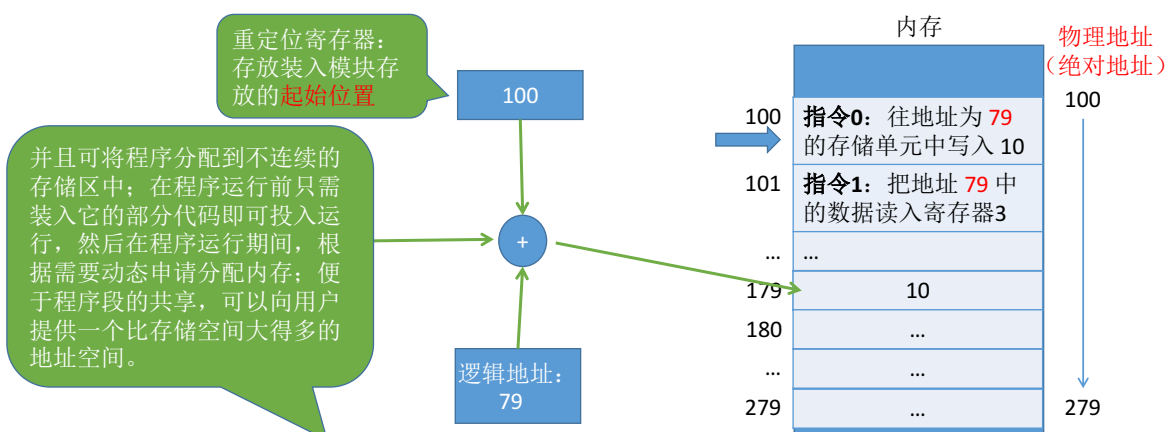 重定位寄存器：
存放装入模块存
放的起始位置
100
并且可将程序分配到不连续的
存储区中；在程序运行前只需
装入它的部分代码即可投入运
行，然后在程序运行期间，根
据需要动态申请分配内存；便
于程序段的共享，可以向用户
提供一个比存储空间大得多的
地址空间。
+
逻辑地址：
79
内存
物理地址
（绝对地址）
100
指令0：往地址为 79
的存储单元中写入 10
100
101
指令1：把地址 79 中
的数据读入寄存器3
...
...
179
10
180
...
...
...
279
...
279